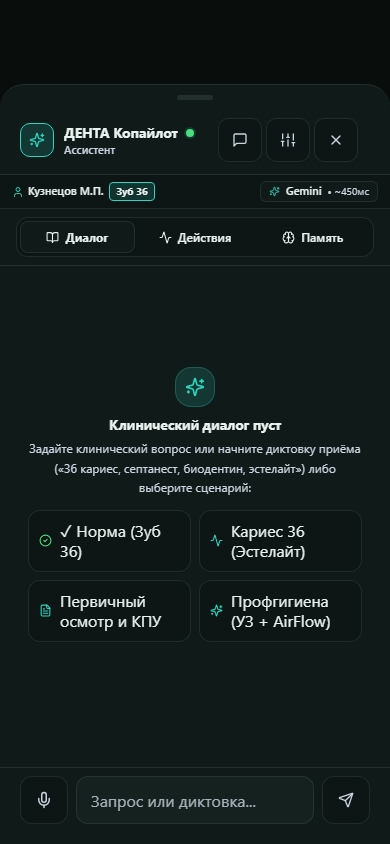 ДЕНТА Копайлот
Ассистент
Кузнецов М.П. Зуб 36 Gemini • ~450мс
Диалог Действия Память
Клинический диалог пуст
Задайте клинический вопрос или начните диктовку приёма
(«36 кариес, септанест, биодентин, эстелайт») либо
выберите сценарий:
✓ Норма (Зуб
36)
Кариес 36
(Эстелайт)
Первичный
осмотр и КПУ
Профгигиена
(УЗ + AirFlow)
Запрос или диктовка...